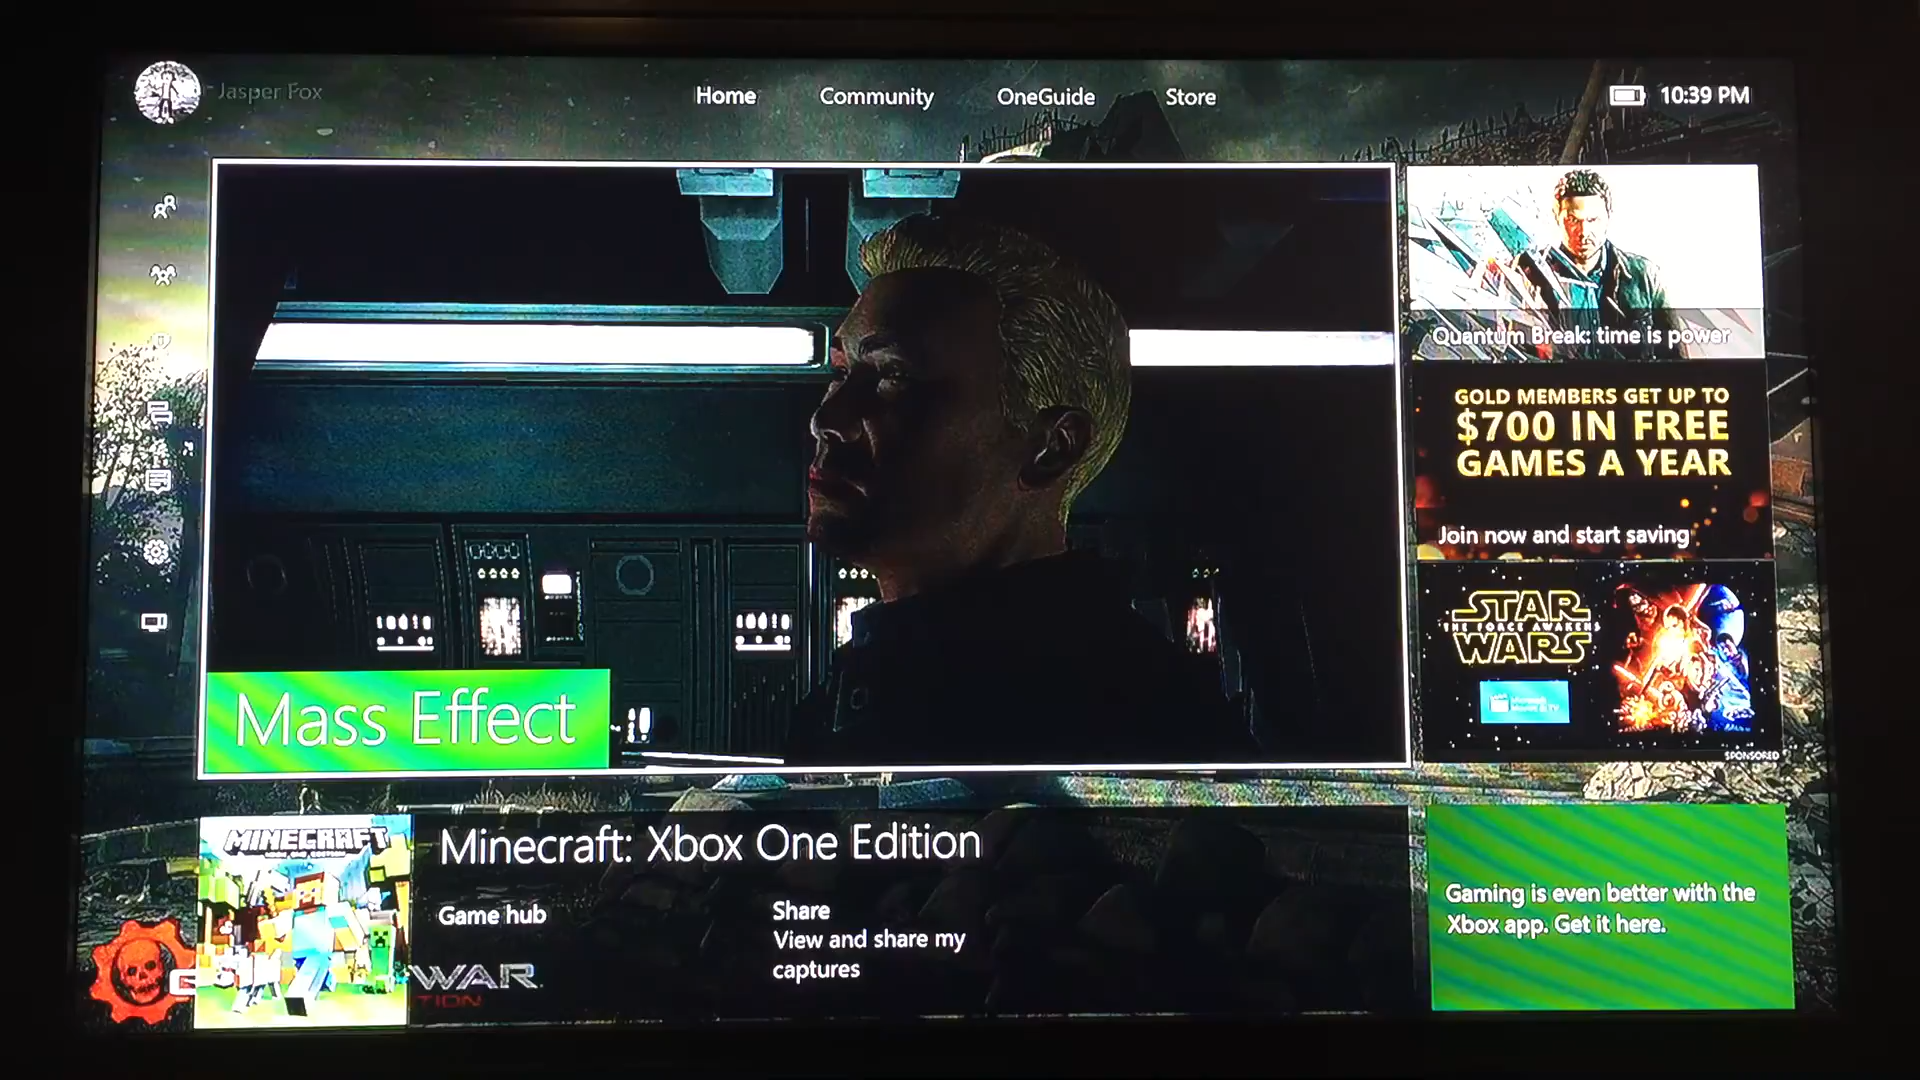 Jasper Fox
Home
Community
OneGuide
Store
10:39 PM
Quantum Break: time is power
GOLD MEMBERS GET UP TO
$700 IN FREE
GAMES A YEAR
Join now and start saving
STAR
THE FORCE AWAKENS
WARS
SPONSORED
Mass Effect
MINECRAFT
Minecraft: Xbox One Edition
Game hub
Share
View and share my
captures
WAR
TION
Gaming is even better with the
Xbox app. Get it here.